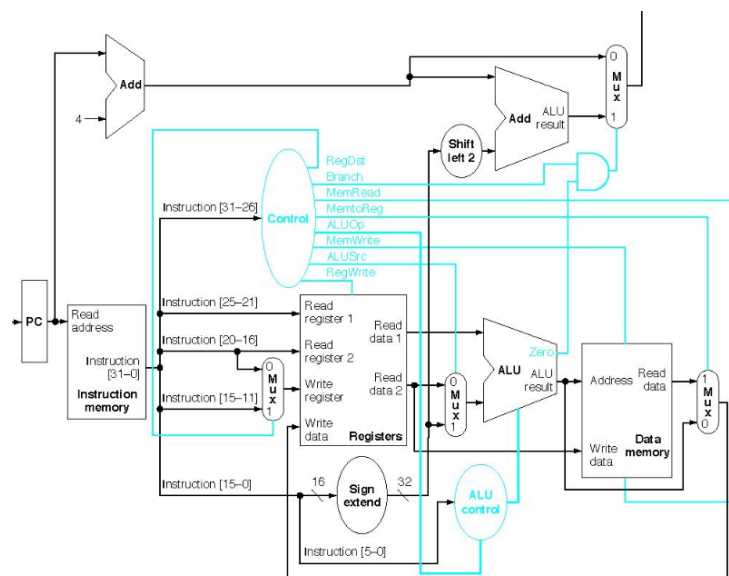 Add
4
0
Mux
1
Add
ALU
result
Shift
left 2
RegDst
Branch
MemRead
MemtoReg
ALUOp
MemWrite
ALUSrc
RegWrite
Control
Instruction [31–26]
PC
Read
address
Instruction
[31–0]
Instruction
memory
Instruction [25–21]
Instruction [20–16]
Instruction [15–11]
0
Mux
1
Read
register 1
Read
register 2
Write
register
Write
data
Read
data 1
Read
data 2
Registers
0
Mux
1
Zero
ALU
ALU
result
Address
Read
data
Write
data
Data
memory
1
Mux
0
Instruction [15–0]
16
Sign
extend
32
ALU
control
Instruction [5–0]